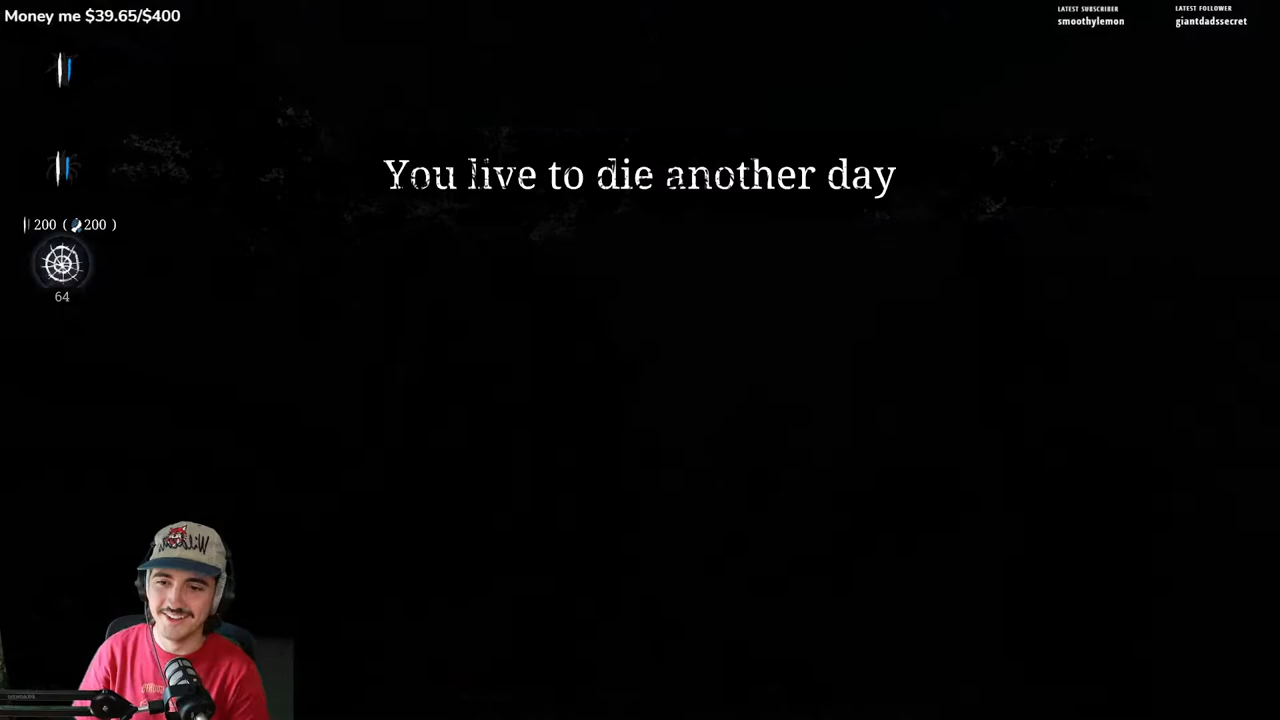 Money me $39.65/$400
LATEST SUBSCRIBER
smoothylemon
LATEST FOLLOWER
giantdadssecret
You live to die another day
200 ( 200 )
64